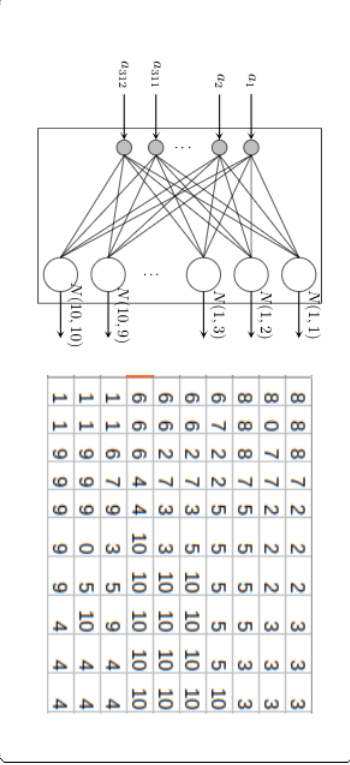 a₁
a₂
...
a₃₁₁
a₃₁₂
N(1, 1)
N(1, 2)
N(1, 3)
...
N(10, 9)
N(10, 10)
8 8 8 7 2 2 2 3 3 3
8 0 7 7 2 2 2 3 3 3
8 8 8 7 5 5 5 5 3 3
6 7 2 2 5 5 5 5 5 10
6 6 2 7 3 5 10 10 10 10
6 6 2 7 3 3 10 10 10 10
6 6 6 4 4 10 10 10 10 10
1 1 6 7 9 3 5 9 4 4
1 1 9 9 9 0 5 10 4 4
1 1 9 9 9 9 9 4 4 4